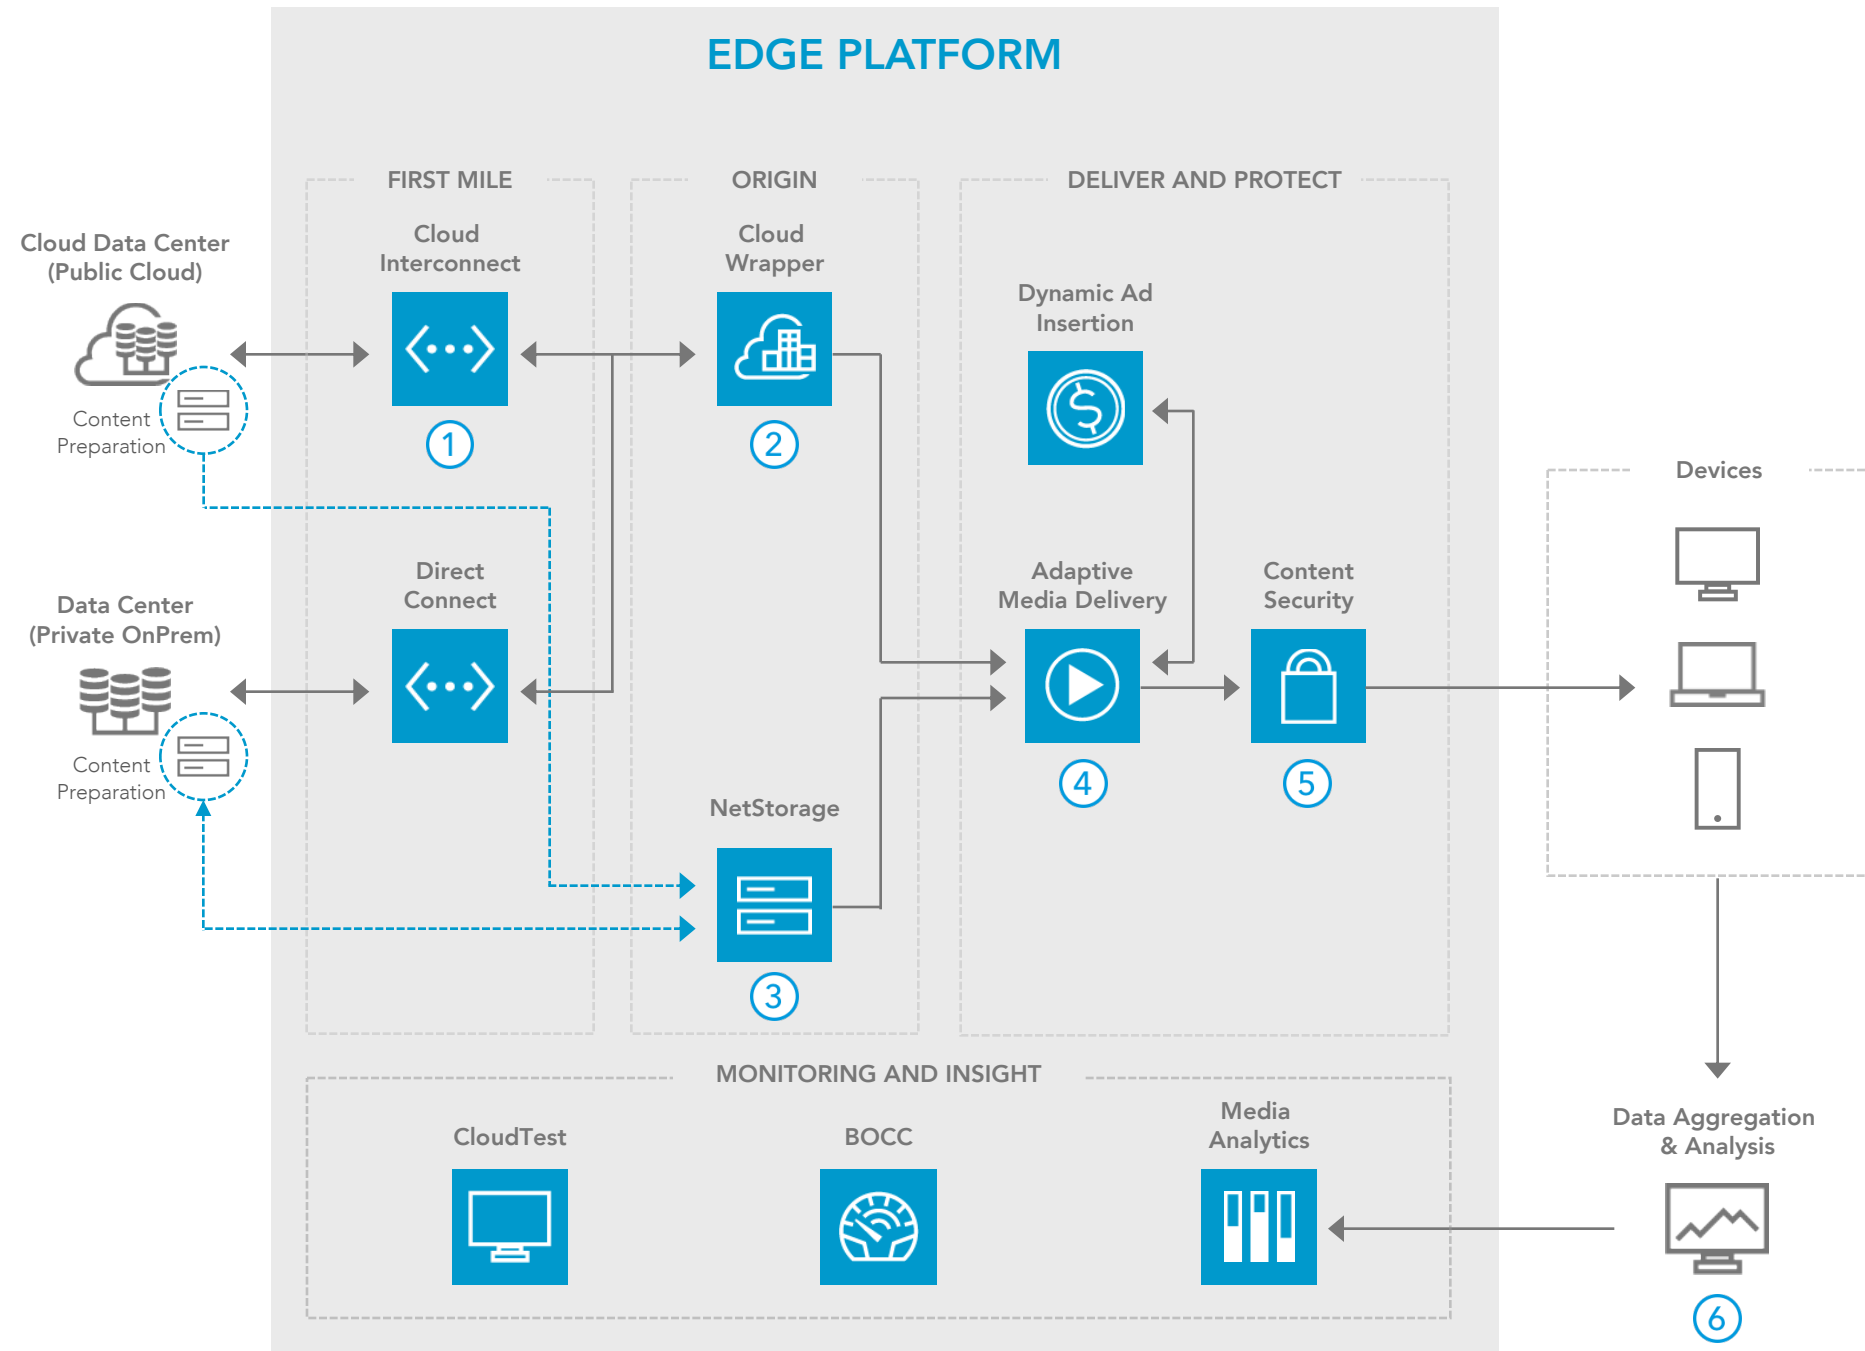 EDGE PLATFORM
FIRST MILE
ORIGIN
DELIVER AND PROTECT
Cloud Data Center
(Public Cloud)
Content
Preparation
Cloud
Interconnect
1
Cloud
Wrapper
2
Dynamic Ad
Insertion
Devices
Data Center
(Private OnPrem)
Content
Preparation
Direct
Connect
NetStorage
3
Adaptive
Media Delivery
4
Content
Security
5
MONITORING AND INSIGHT
CloudTest
BOCC
Media
Analytics
Data Aggregation
& Analysis
6